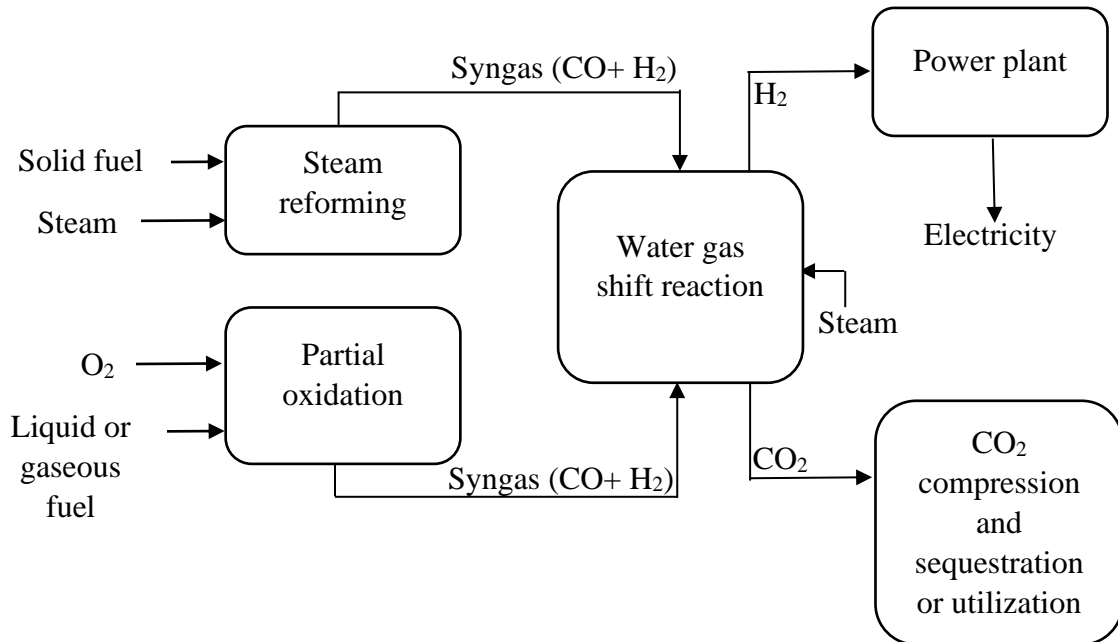 Syngas (CO+ H₂)
Power plant
H₂
Solid fuel
Steam
Steam
reforming
Electricity
Water gas
shift reaction
Steam
O₂
Liquid or
gaseous
fuel
Partial
oxidation
Syngas (CO+ H₂)
CO₂
CO₂
compression
and
sequestration
or utilization